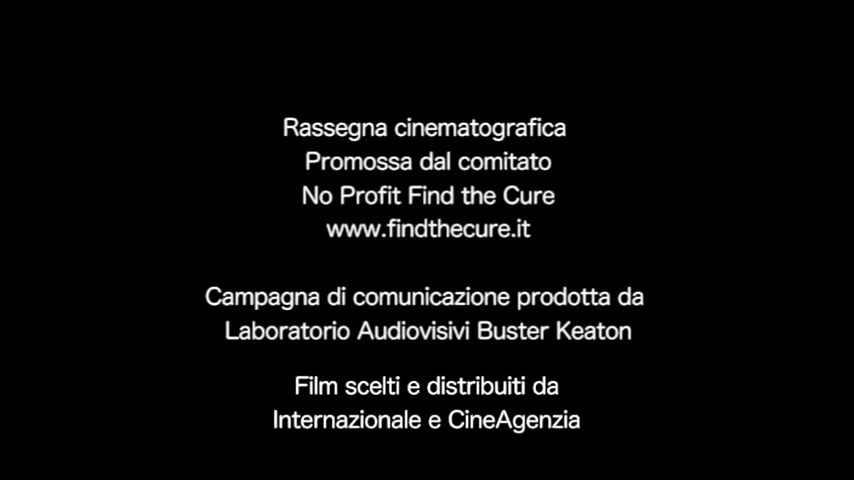 Rassegna cinematografica
Promossa dal comitato
No Profit Find the Cure
www.findthecure.it
Campagna di comunicazione prodotta da
Laboratorio Audiovisivi Buster Keaton
Film scelti e distribuiti da
Internazionale e CineAgenzia